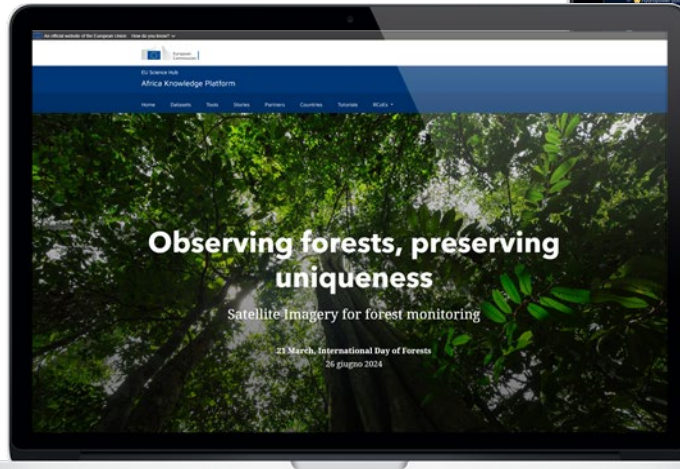 An official website of the European Union How do you know?
European
Commission
EU Science Hub
Africa Knowledge Platform
Home Datasets Tools Stories Partners Countries Tutorials RCoEs
Observing forests, preserving
uniqueness
Satellite Imagery for forest monitoring
21 March, International Day of Forests
26 giugno 2024